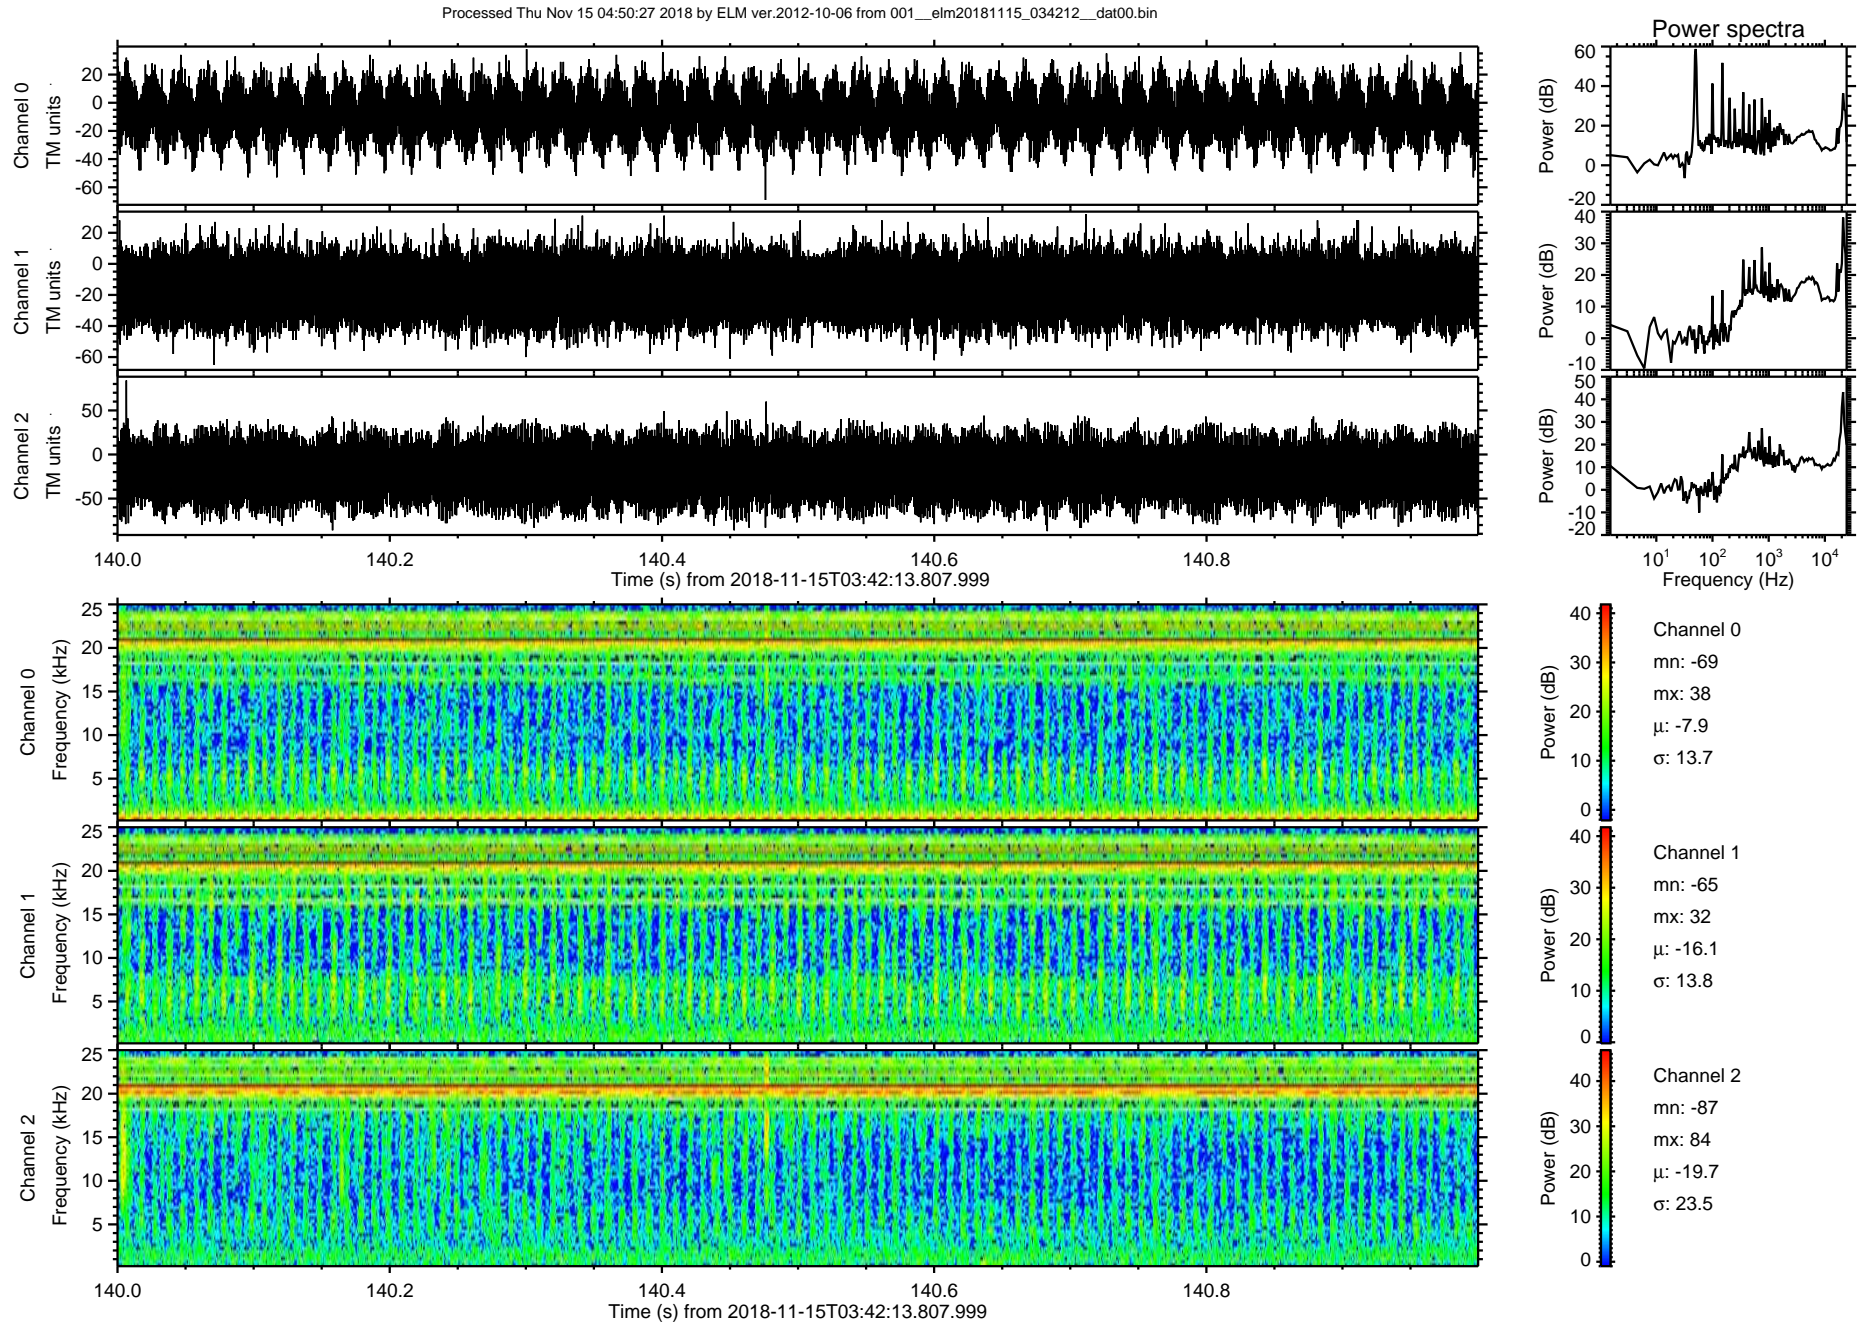 Processed Thu Nov 15 04:50:27 2018 by ELM ver.2012-10-06 from 001__elm20181115_034212__dat00.bin
Power spectra
Channel 0
TM units
20
0
-20
-40
-60
Power (dB)
60
40
20
0
-20
Channel 1
TM units
20
0
-20
-40
-60
Power (dB)
40
30
20
10
0
-10
Channel 2
TM units
50
0
-50
Power (dB)
50
40
30
20
10
0
-10
-20
140.0 140.2 140.4 140.6 140.8
Time (s) from 2018-11-15T03:42:13.807.999
10¹ 10² 10³ 10⁴
Frequency (Hz)
Channel 0
Frequency (kHz)
25
20
15
10
5
Power (dB)
40
30
20
10
0
Channel 0
mn: -69
mx: 38
μ: -7.9
σ: 13.7
Channel 1
Frequency (kHz)
25
20
15
10
5
Power (dB)
40
30
20
10
0
Channel 1
mn: -65
mx: 32
μ: -16.1
σ: 13.8
Channel 2
Frequency (kHz)
25
20
15
10
5
Power (dB)
40
30
20
10
0
Channel 2
mn: -87
mx: 84
μ: -19.7
σ: 23.5
140.0 140.2 140.4 140.6 140.8
Time (s) from 2018-11-15T03:42:13.807.999